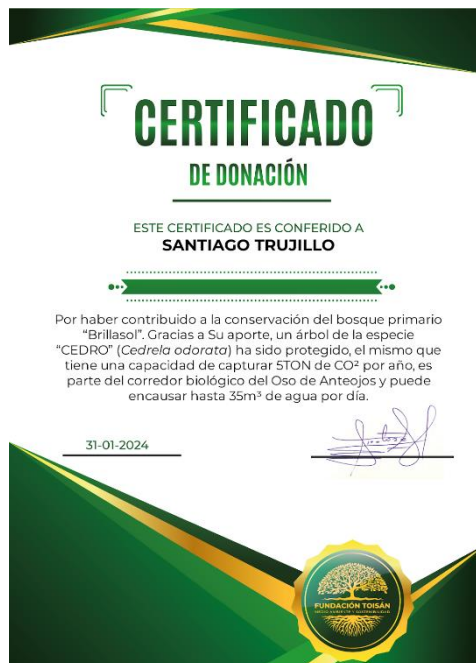 CERTIFICADO
DE DONACIÓN
ESTE CERTIFICADO ES CONFERIDO A
SANTIAGO TRUJILLO
Por haber contribuido a la conservación del bosque primario
“Brillasol”. Gracias a Su aporte, un árbol de la especie
“CEDRO” (Cedrela odorata) ha sido protegido, el mismo que
tiene una capacidad de capturar 5TON de CO² por año, es
parte del corredor biológico del Oso de Anteojos y puede
encausar hasta 35m³ de agua por día.
31-01-2024
FUNDACIÓN TOISÁN